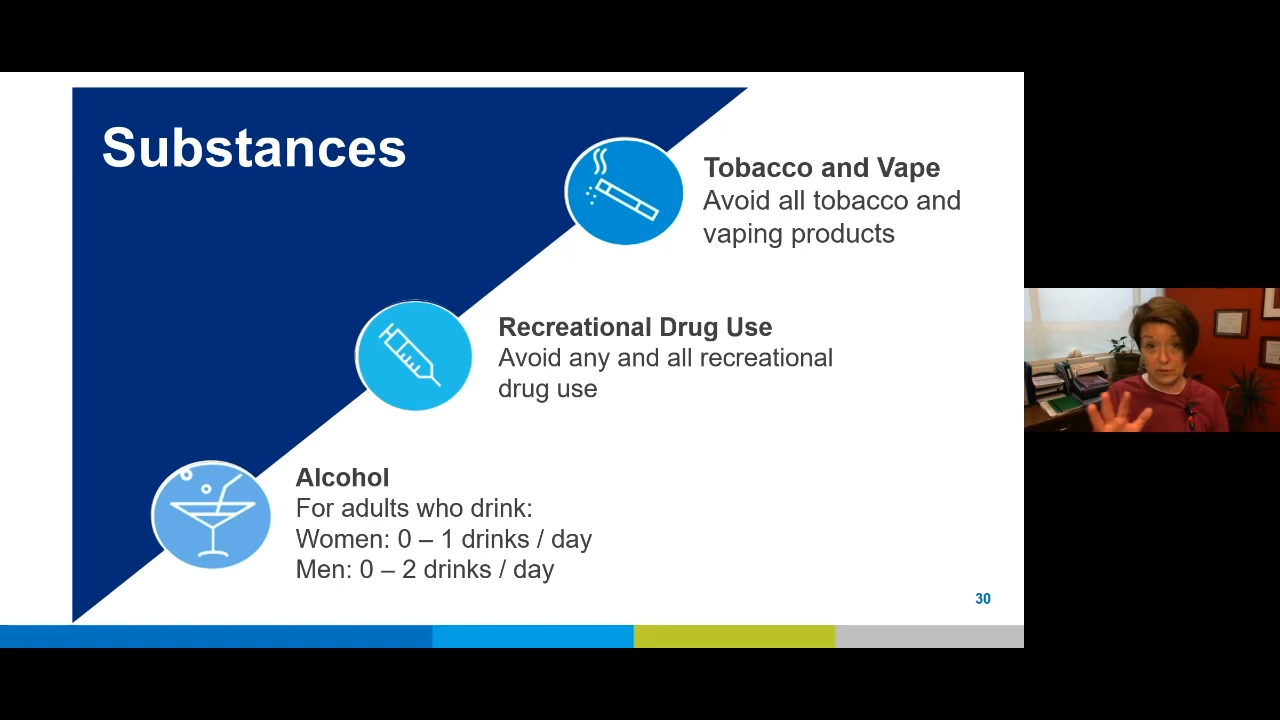 Substances
Tobacco and Vape
Avoid all tobacco and
vaping products
Recreational Drug Use
Avoid any and all recreational
drug use
Alcohol
For adults who drink:
Women: 0 – 1 drinks / day
Men: 0 – 2 drinks / day
30